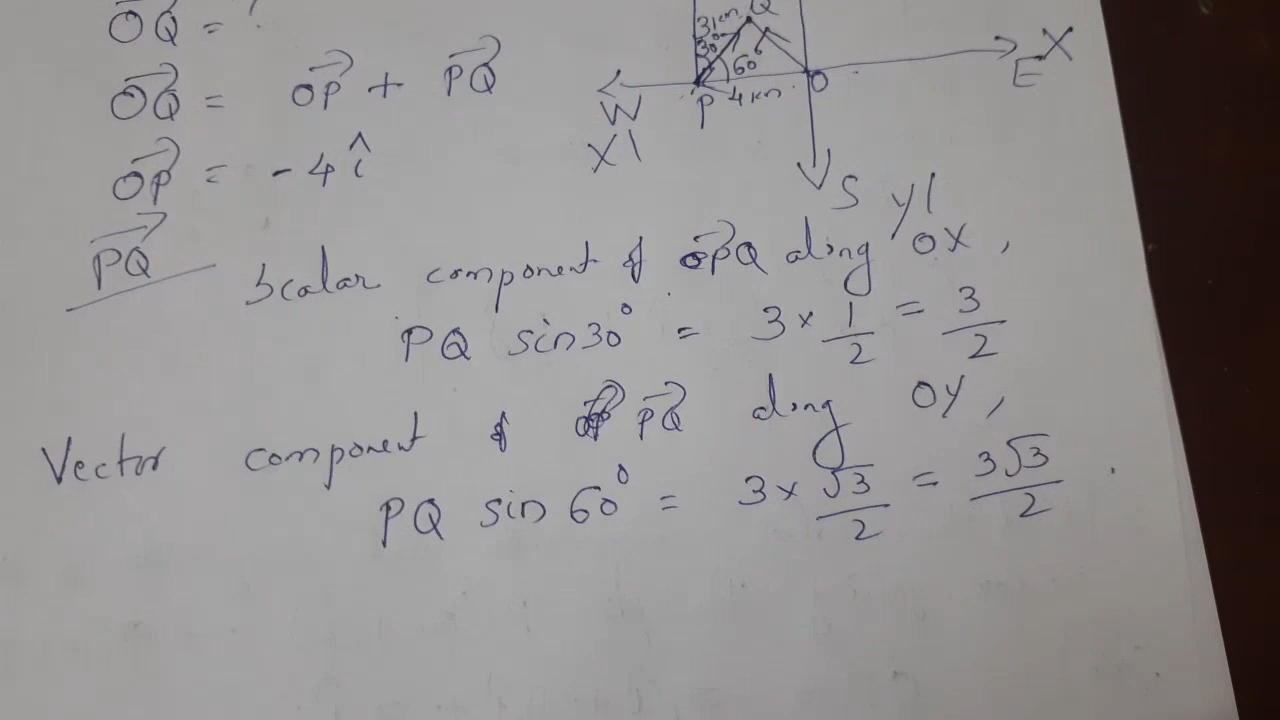 OQ = ?
3km Q
30° 60°
X
E
OQ = OP + PQ
W P 4km O
X1
OP = -4î
S Y1
PQ
Scalar component of PQ along OX,
PQ sin30° = 3 × 1/2 = 3/2
Vector component of PQ along OY,
PQ sin 60° = 3 × √3/2 = 3√3/2 .